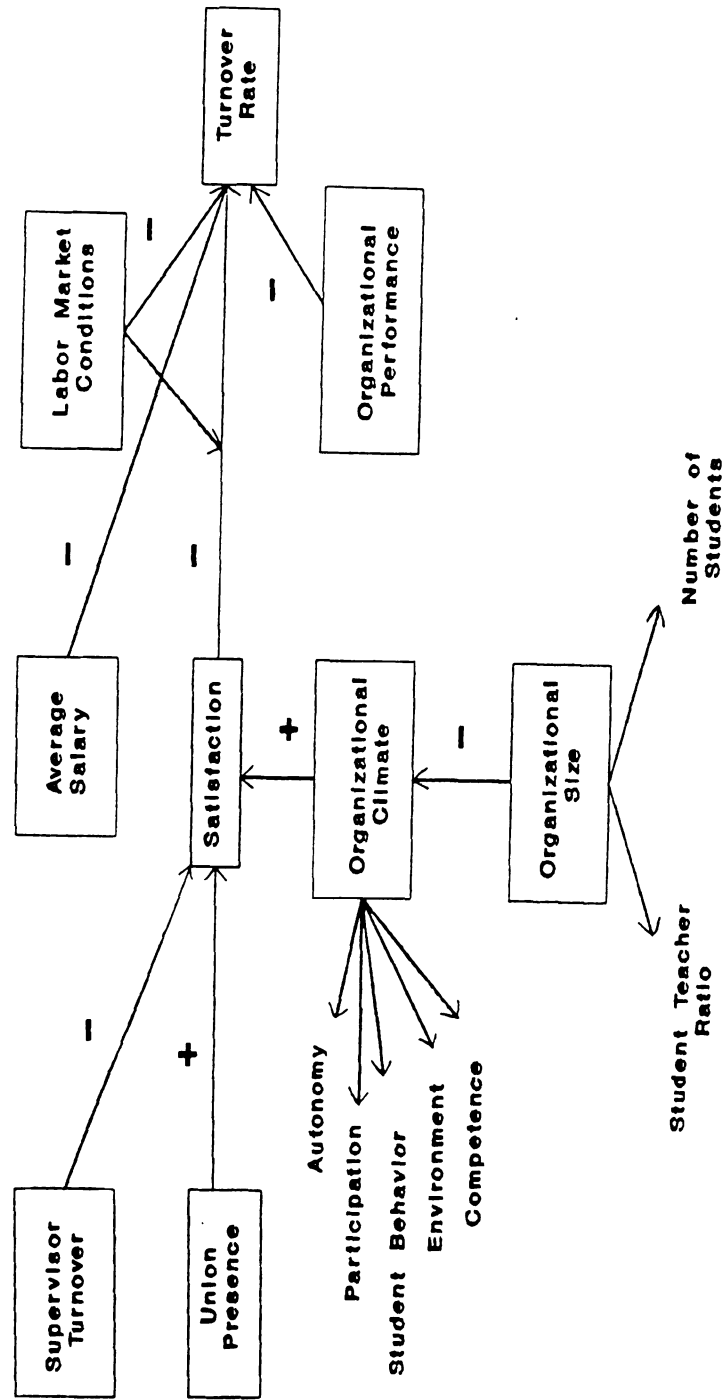 Supervisor
Turnover
Average
Salary
Labor Market
Conditions
−
−
−
Union
Presence
+
Satisfaction
−
Turnover
Rate
+
−
Autonomy
Participation
Student Behavior
Environment
Competence
Organizational
Climate
Organizational
Performance
−
Organizational
Size
Student Teacher
Ratio
Number of
Students